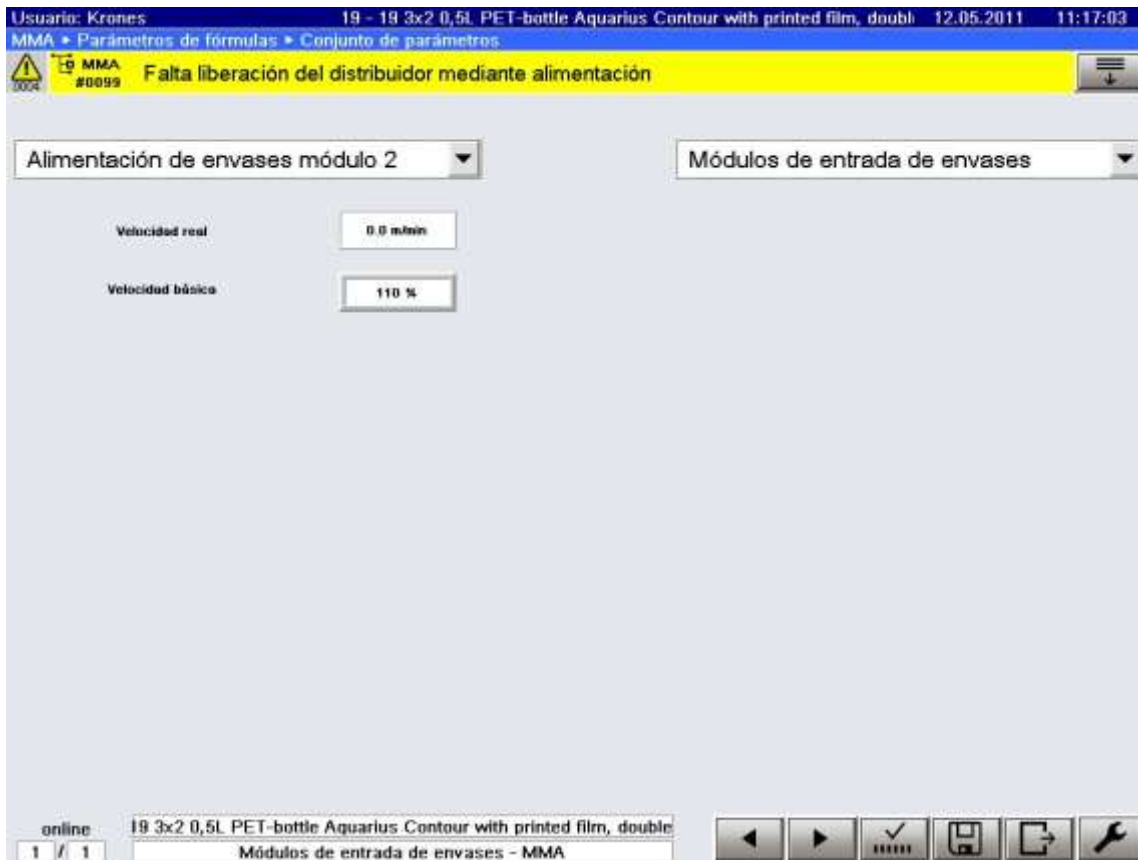 Usuario: Krones 19 - 19 3x2 0,5L PET-bottle Aquarius Contour with printed film, doubl 12.05.2011 11:17:03
MMA ▸ Parámetros de fórmulas ▸ Conjunto de parámetros
0004 MMA #0099 Falta liberación del distribuidor mediante alimentación
Alimentación de envases módulo 2 Módulos de entrada de envases
Velocidad real 0.0 m/min
Velocidad básica 110 %
online 19 3x2 0,5L PET-bottle Aquarius Contour with printed film, double
1 / 1 Módulos de entrada de envases - MMA